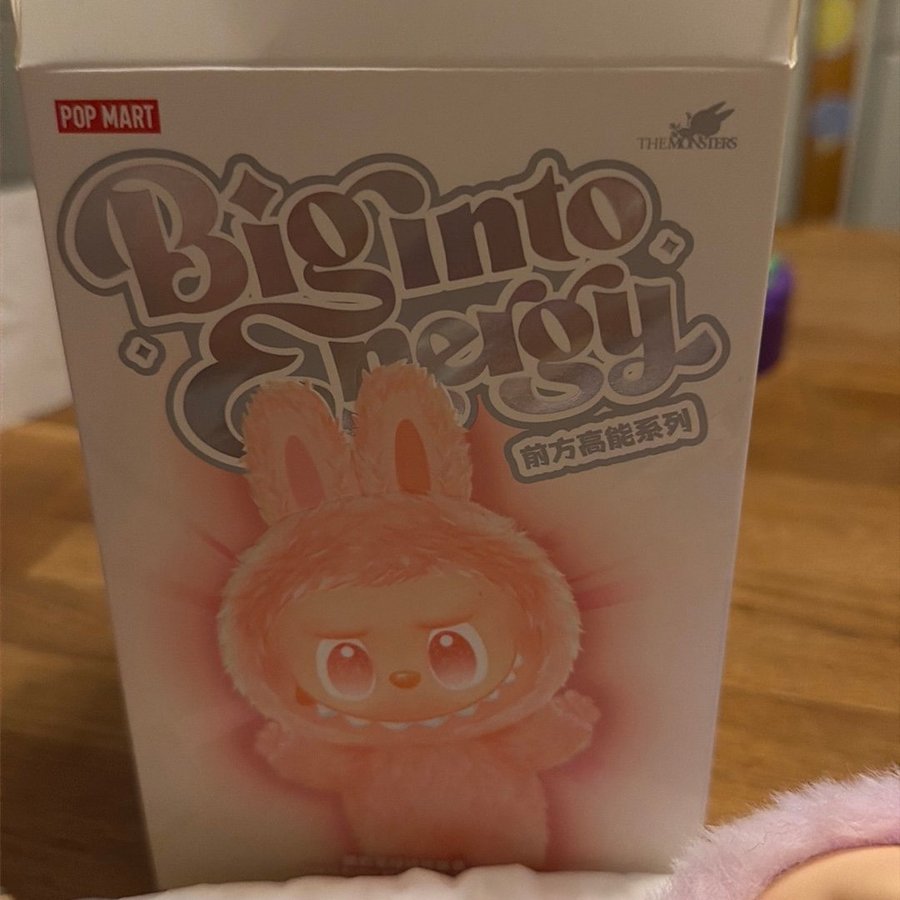 POP MART
THE MONSTERS
Big into
Energy
前方高能系列